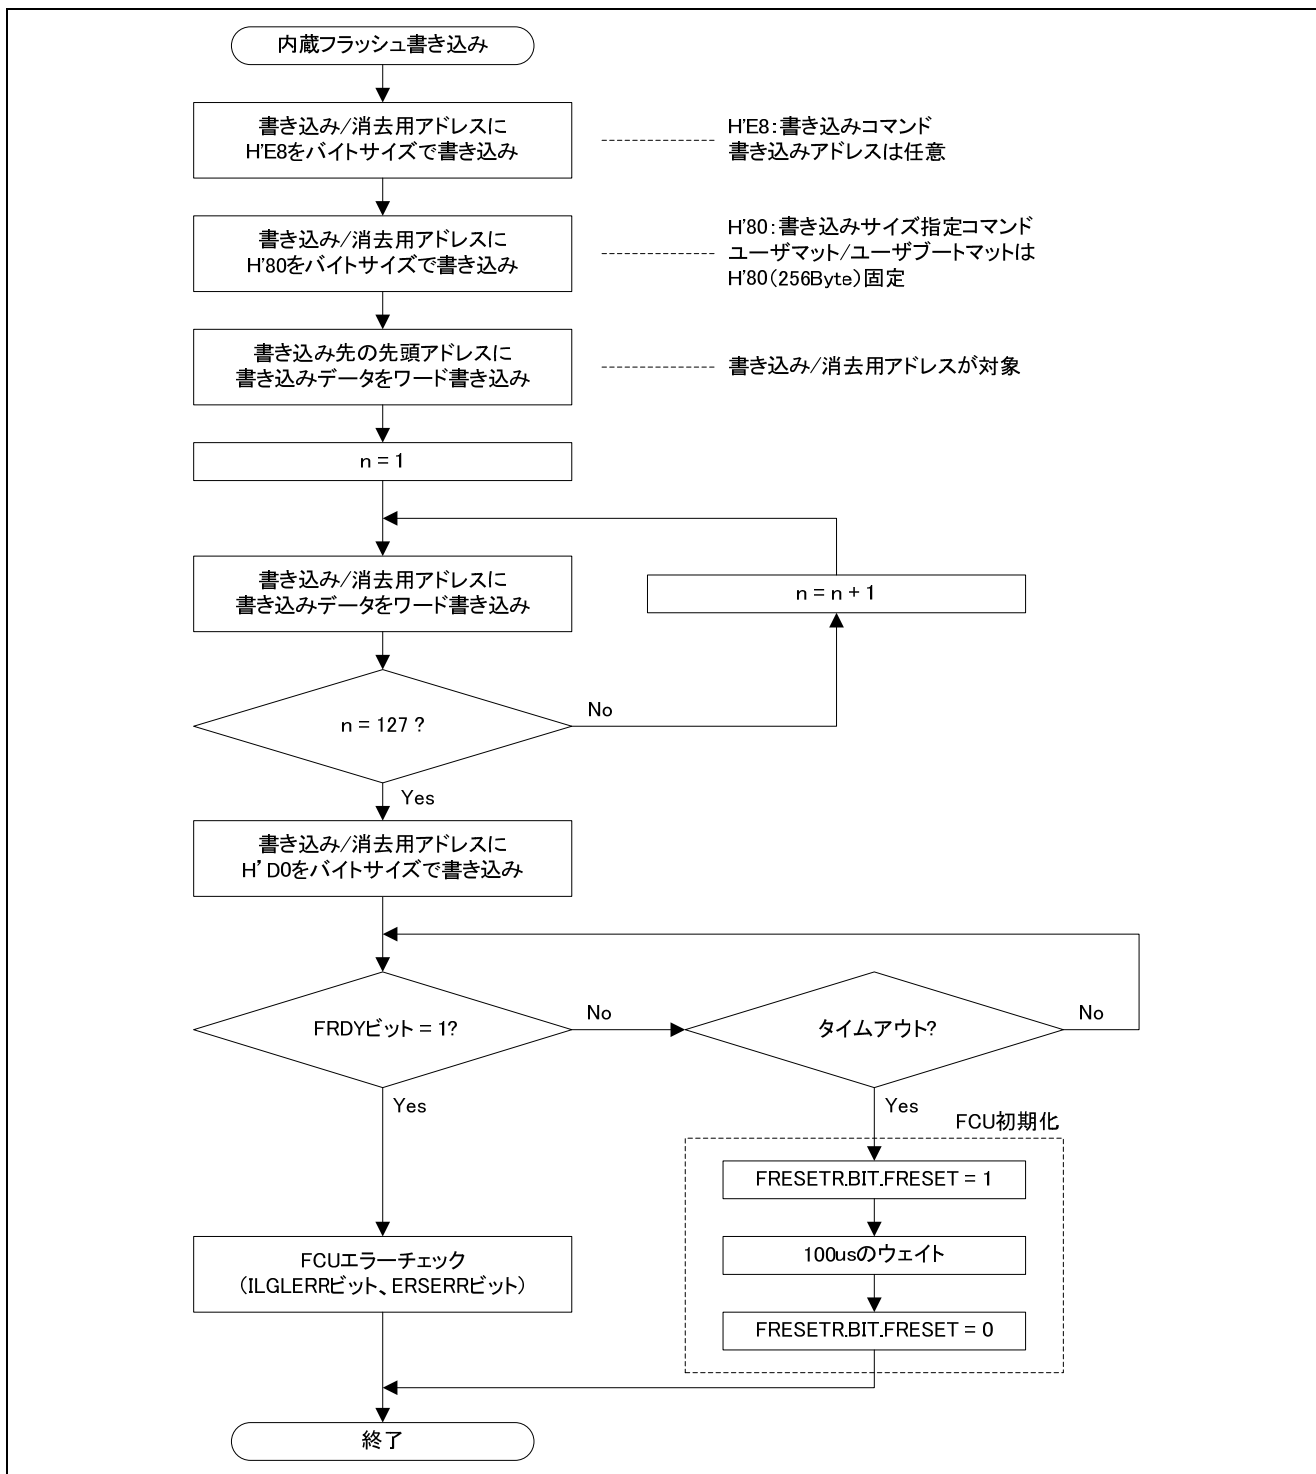 内蔵フラッシュ書き込み
書き込み/消去用アドレスに
H'E8をバイトサイズで書き込み
H'E8:書き込みコマンド
書き込みアドレスは任意
書き込み/消去用アドレスに
H'80をバイトサイズで書き込み
H'80:書き込みサイズ指定コマンド
ユーザマット/ユーザブートマットは
H'80(256Byte)固定
書き込み先の先頭アドレスに
書き込みデータをワード書き込み
書き込み/消去用アドレスが対象
n = 1
書き込み/消去用アドレスに
書き込みデータをワード書き込み
n = n + 1
n = 127 ?
No
Yes
書き込み/消去用アドレスに
H’D0をバイトサイズで書き込み
FRDYビット = 1?
No
タイムアウト?
No
Yes
Yes
FCU初期化
FRESETR.BIT.FRESET = 1
100usのウェイト
FCUエラーチェック
(ILGLERRビット、ERSERRビット)
FRESETR.BIT.FRESET = 0
終了